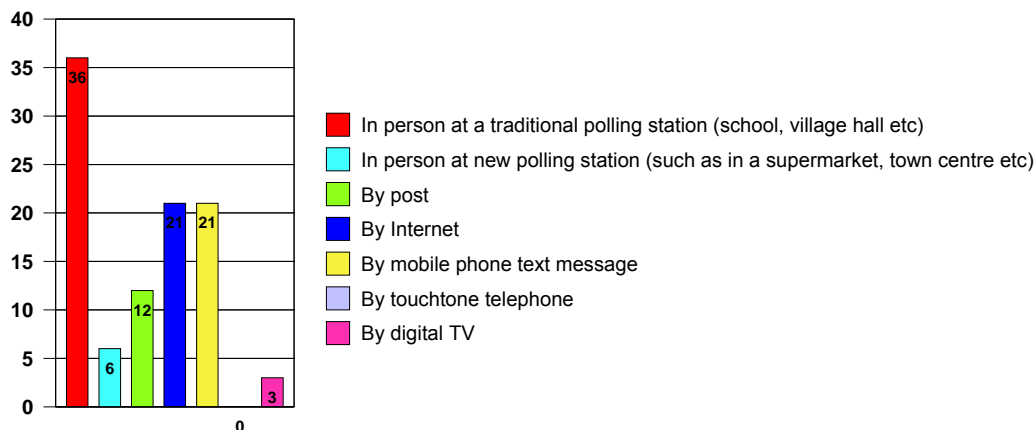 40
35
30
25
20
15
10
5
0
36
6
12
21
21
0
3
In person at a traditional polling station (school, village hall etc)
In person at new polling station (such as in a supermarket, town centre etc)
By post
By Internet
By mobile phone text message
By touchtone telephone
By digital TV